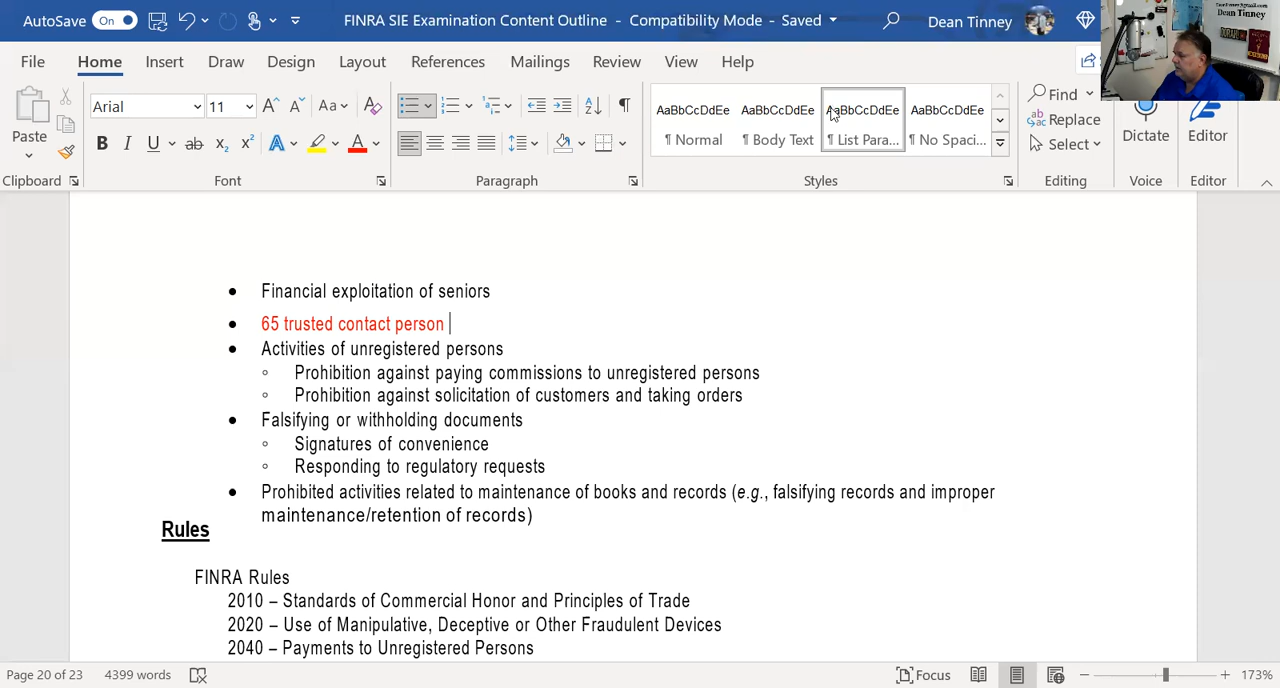 AutoSave On
FINRA SIE Examination Content Outline - Compatibility Mode - Saved
Dean Tinney
Dean Tinney
File Home Insert Draw Design Layout References Mailings Review View Help
Paste
Arial 11
Aa
AaBbCcDdEe AaBbCcDdEe AaBbCcDdEe AaBbCcDdEe
¶ Normal ¶ Body Text ¶ List Para... ¶ No Spaci...
Find
Replace
Select
Dictate
Editor
Clipboard Font Paragraph Styles Editing Voice Editor
• Financial exploitation of seniors
• 65 trusted contact person
• Activities of unregistered persons
◦ Prohibition against paying commissions to unregistered persons
◦ Prohibition against solicitation of customers and taking orders
• Falsifying or withholding documents
◦ Signatures of convenience
◦ Responding to regulatory requests
• Prohibited activities related to maintenance of books and records (e.g., falsifying records and improper
maintenance/retention of records)
Rules
FINRA Rules
2010 – Standards of Commercial Honor and Principles of Trade
2020 – Use of Manipulative, Deceptive or Other Fraudulent Devices
2040 – Payments to Unregistered Persons
Page 20 of 23 4399 words Focus 173%